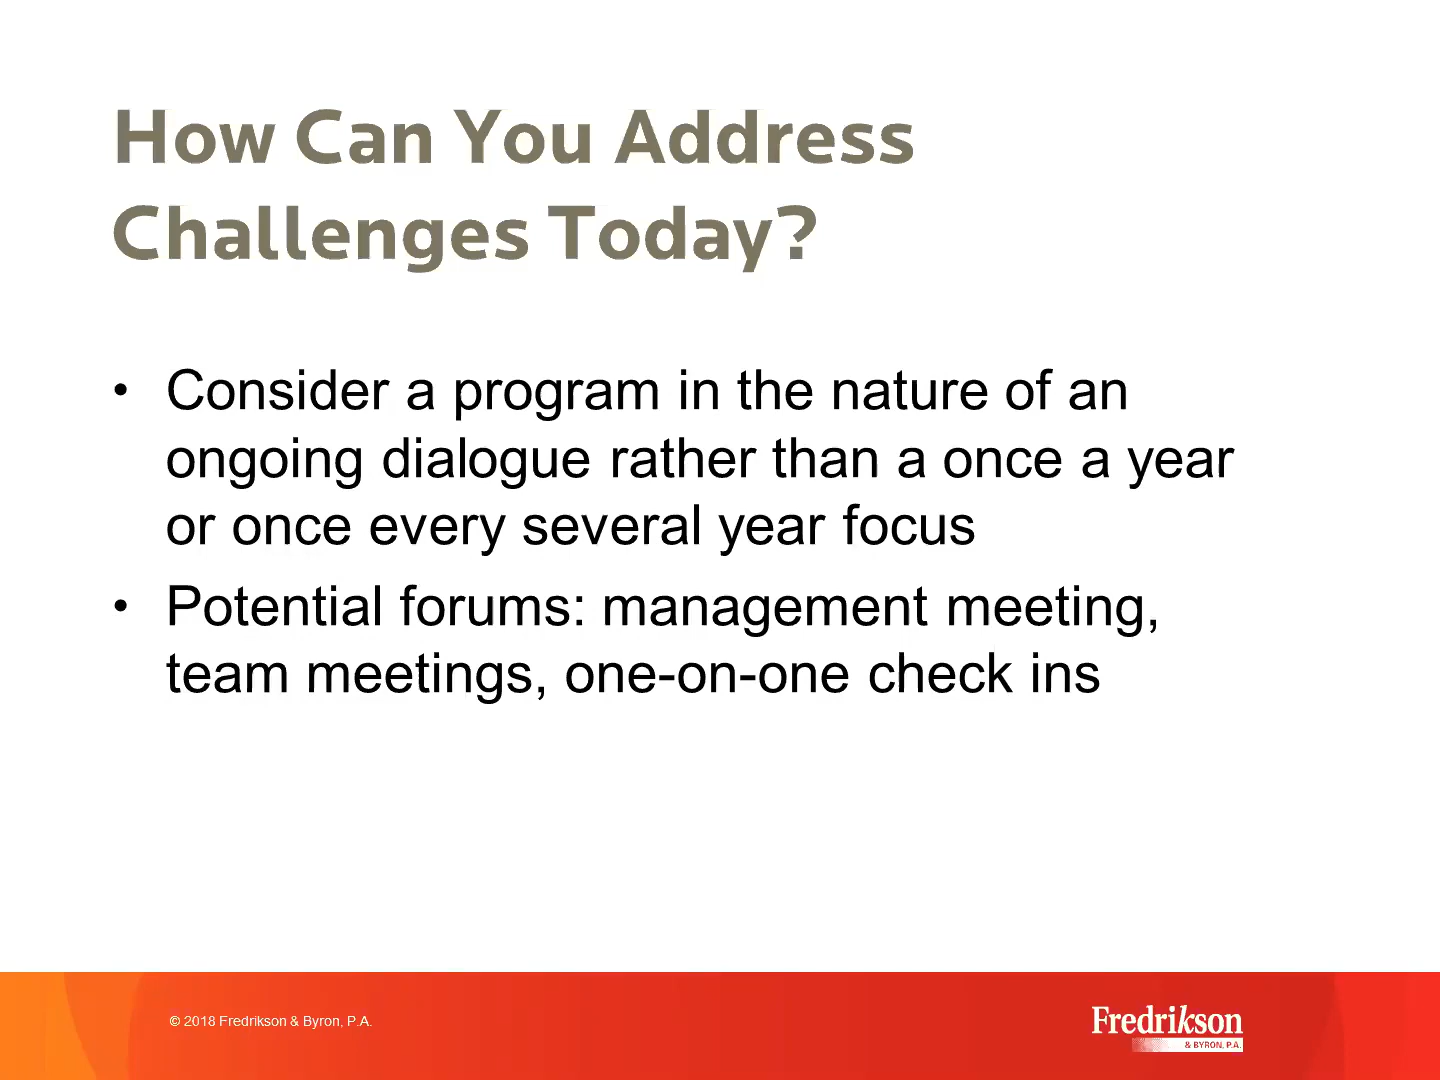 How Can You Address
Challenges Today?
• Consider a program in the nature of an
ongoing dialogue rather than a once a year
or once every several year focus
• Potential forums: management meeting,
team meetings, one-on-one check ins
© 2018 Fredrikson & Byron, P.A.
Fredrikson
& BYRON, P.A.